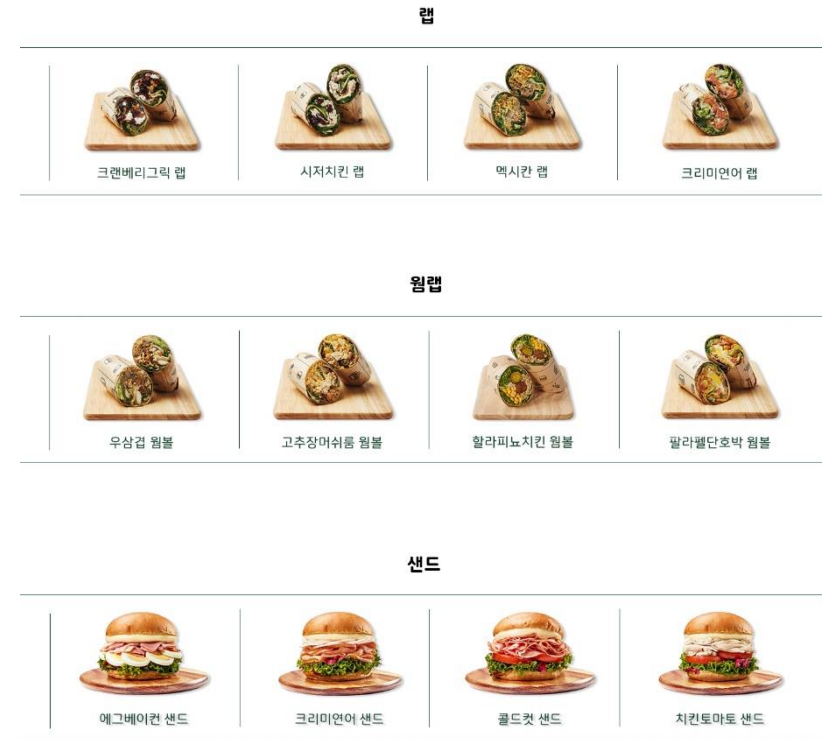 랩
크랜베리그릭 랩
시저치킨 랩
멕시칸 랩
크리미연어 랩
웜랩
우삼겹 웜볼
고추장머쉬룸 웜볼
할라피뇨치킨 웜볼
팔라펠단호박 웜볼
샌드
에그베이컨 샌드
크리미연어 샌드
콜드컷 샌드
치킨토마토 샌드